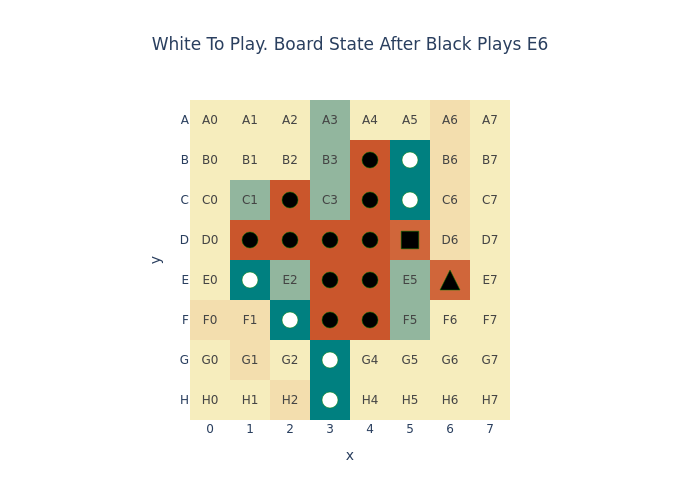 White To Play. Board State After Black Plays E6
A A0 A1 A2 A3 A4 A5 A6 A7
B B0 B1 B2 B3 B6 B7
C C0 C1 C3 C6 C7
D D0 D6 D7
E E0 E2 E5 E7
F F0 F1 F5 F6 F7
G G0 G1 G2 G4 G5 G6 G7
H H0 H1 H2 H4 H5 H6 H7
0 1 2 3 4 5 6 7
x
y